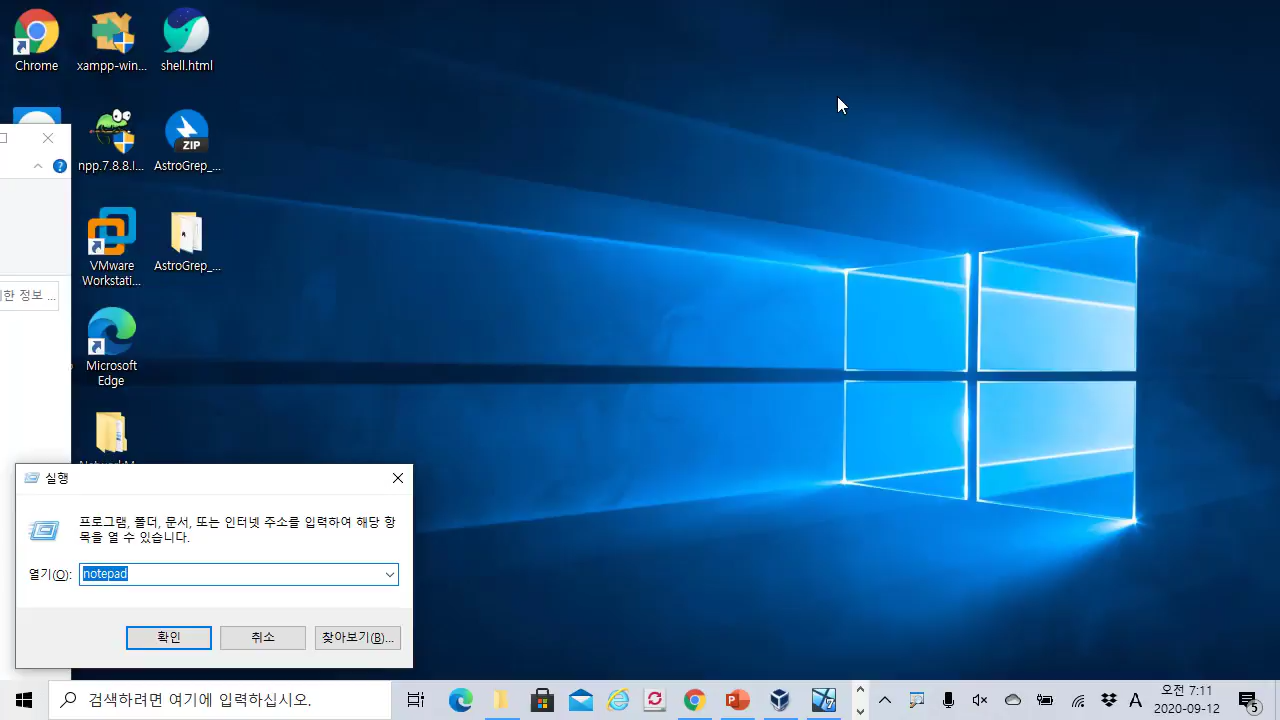 Chrome
xampp-win...
shell.html
ZIP
npp.7.8.8.I...
AstroGrep_...
VMware
Workstati...
AstroGrep_...
한 정보 ...
Microsoft
Edge
실행
프로그램, 폴더, 문서, 또는 인터넷 주소를 입력하여 해당 항
목을 열 수 있습니다.
열기(O):
notepad
확인
취소
찾아보기(B)...
검색하려면 여기에 입력하십시오.
A
오전 7:11
2020-09-12
5